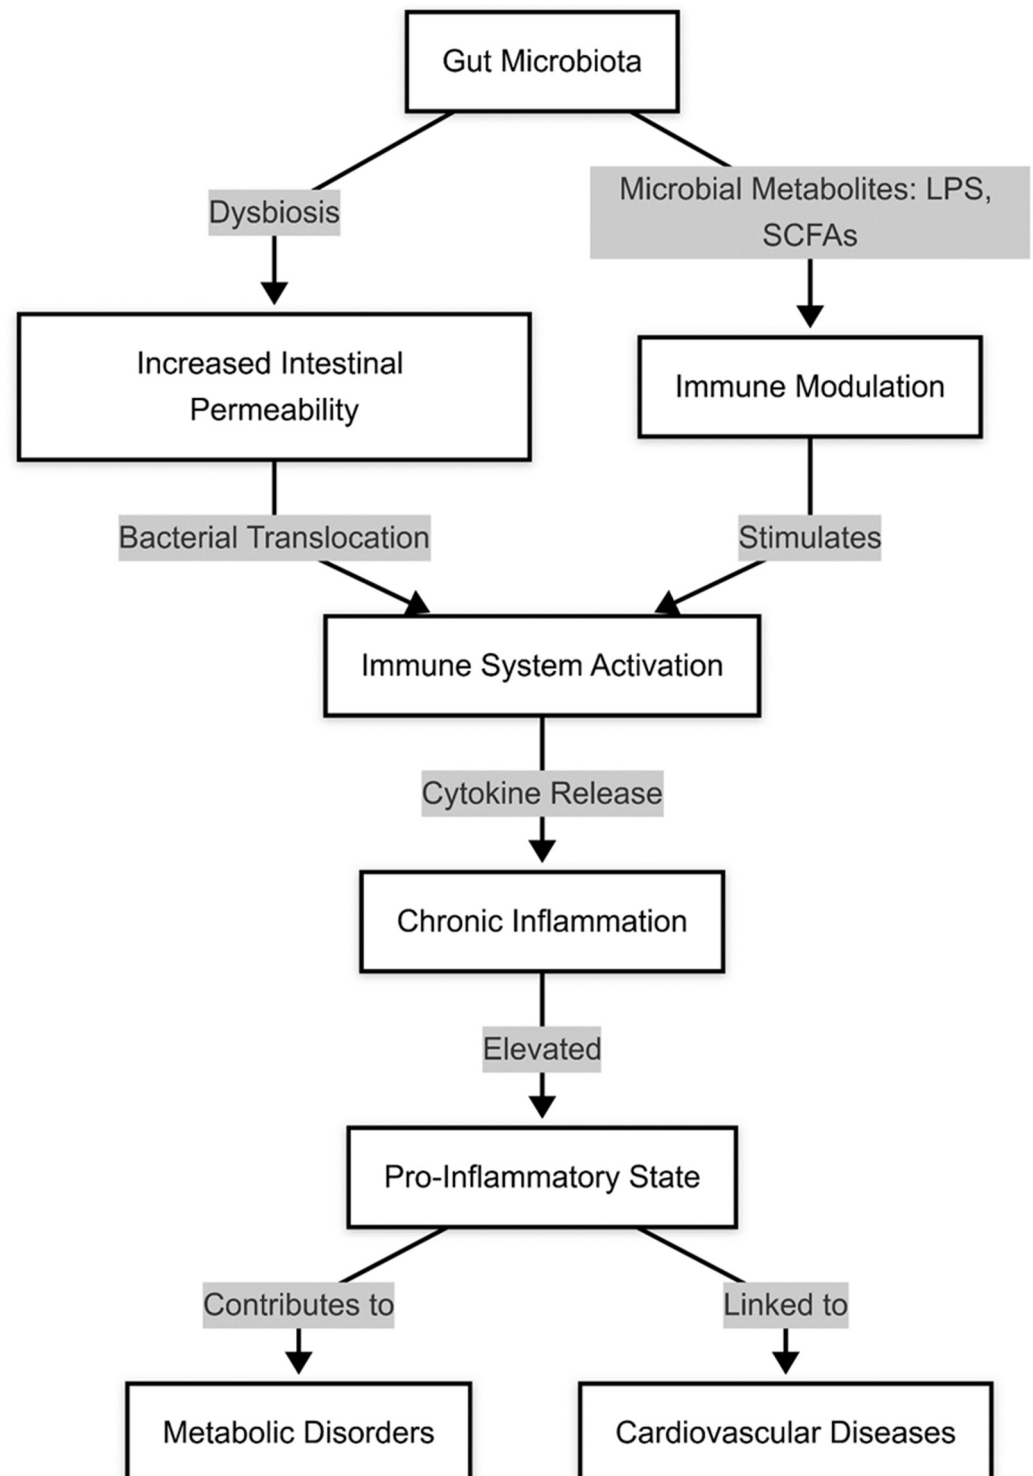 Gut Microbiota
Dysbiosis
Microbial Metabolites: LPS,
SCFAs
Increased Intestinal
Permeability
Immune Modulation
Bacterial Translocation
Stimulates
Immune System Activation
Cytokine Release
Chronic Inflammation
Elevated
Pro-Inflammatory State
Contributes to
Linked to
Metabolic Disorders
Cardiovascular Diseases